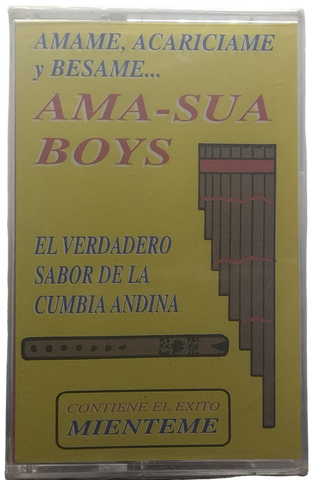 AMAME, ACARICIAME
y BESAME...
AMA-SUA
BOYS
EL VERDADERO
SABOR DE LA
CUMBIA ANDINA
CONTIENE EL EXITO
MIENTEME